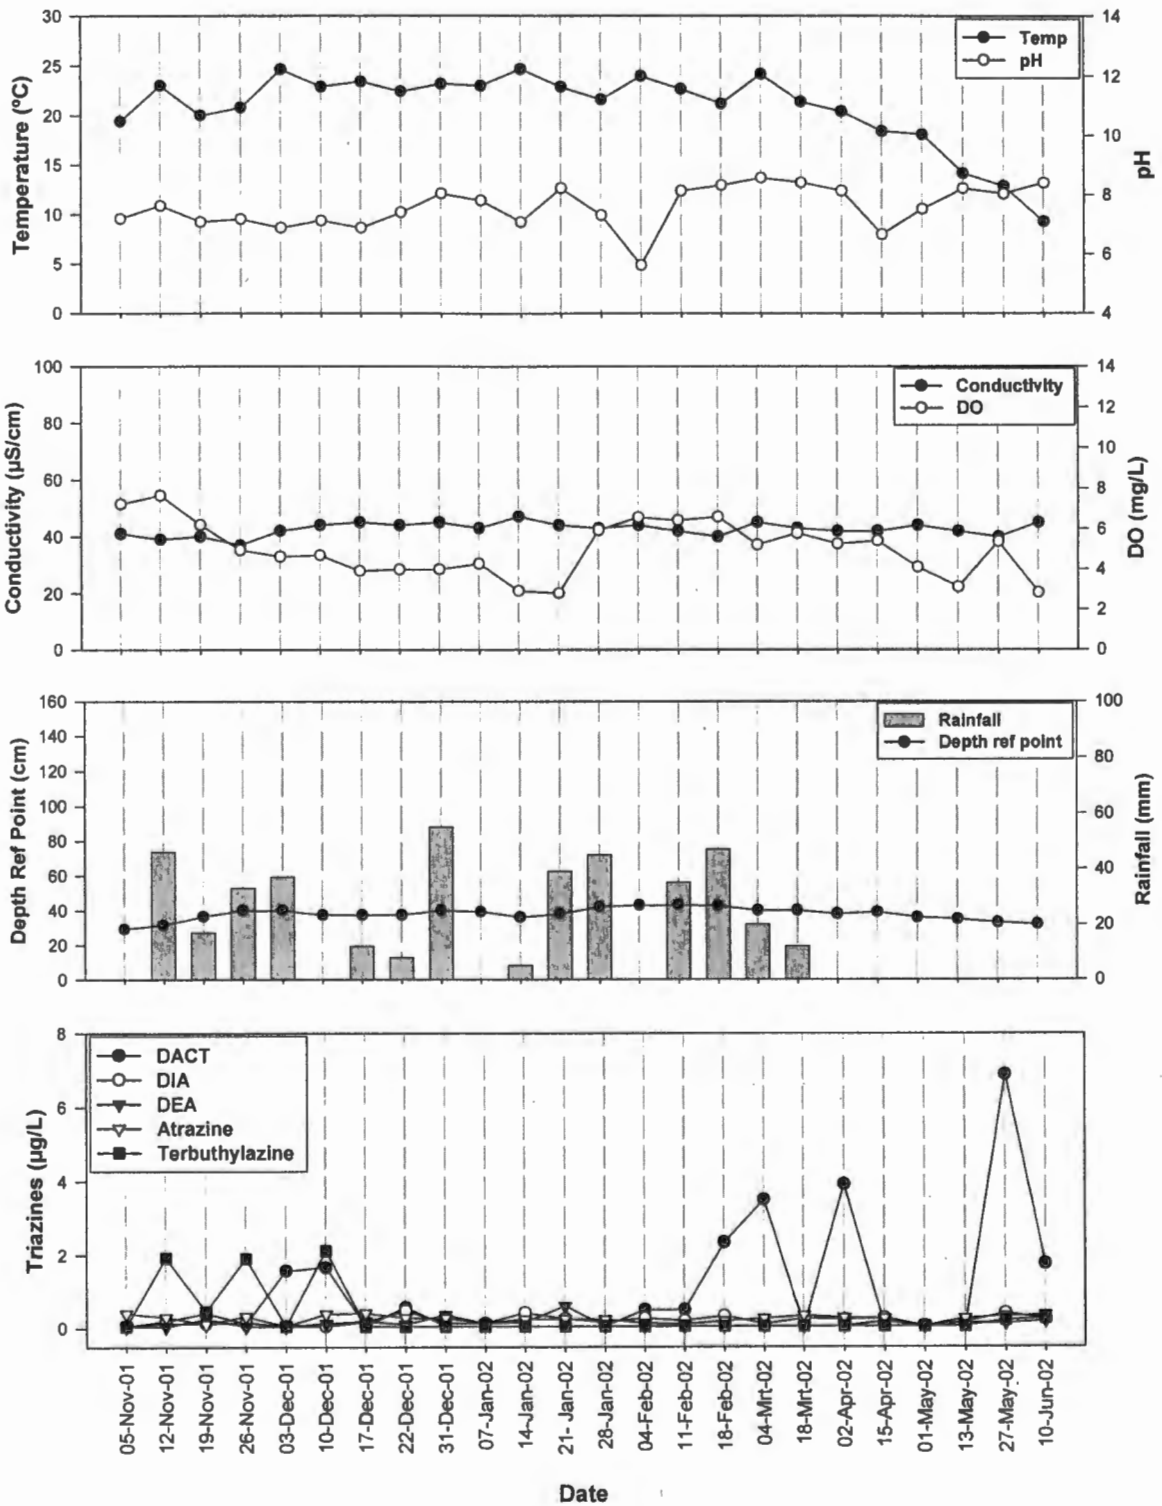 30
25
20
15
10
5
0
Temperature (ºC)
Temp
pH
14
12
10
8
6
4
pH
100
80
60
40
20
0
Conductivity (µS/cm)
Conductivity
DO
14
12
10
8
6
4
2
0
DO (mg/L)
160
140
120
100
80
60
40
20
0
Depth Ref Point (cm)
Rainfall
Depth ref point
100
80
60
40
20
0
Rainfall (mm)
8
6
4
2
0
Triazines (µg/L)
DACT
DIA
DEA
Atrazine
Terbuthylazine
05-Nov-01
12-Nov-01
19-Nov-01
26-Nov-01
03-Dec-01
10-Dec-01
17-Dec-01
22-Dec-01
31-Dec-01
07-Jan-02
14-Jan-02
21- Jan-02
28-Jan-02
04-Feb-02
11-Feb-02
18-Feb-02
04-Mrt-02
18-Mrt-02
02-Apr-02
15-Apr-02
01-May-02
13-May-02
27-May-02
10-Jun-02
Date